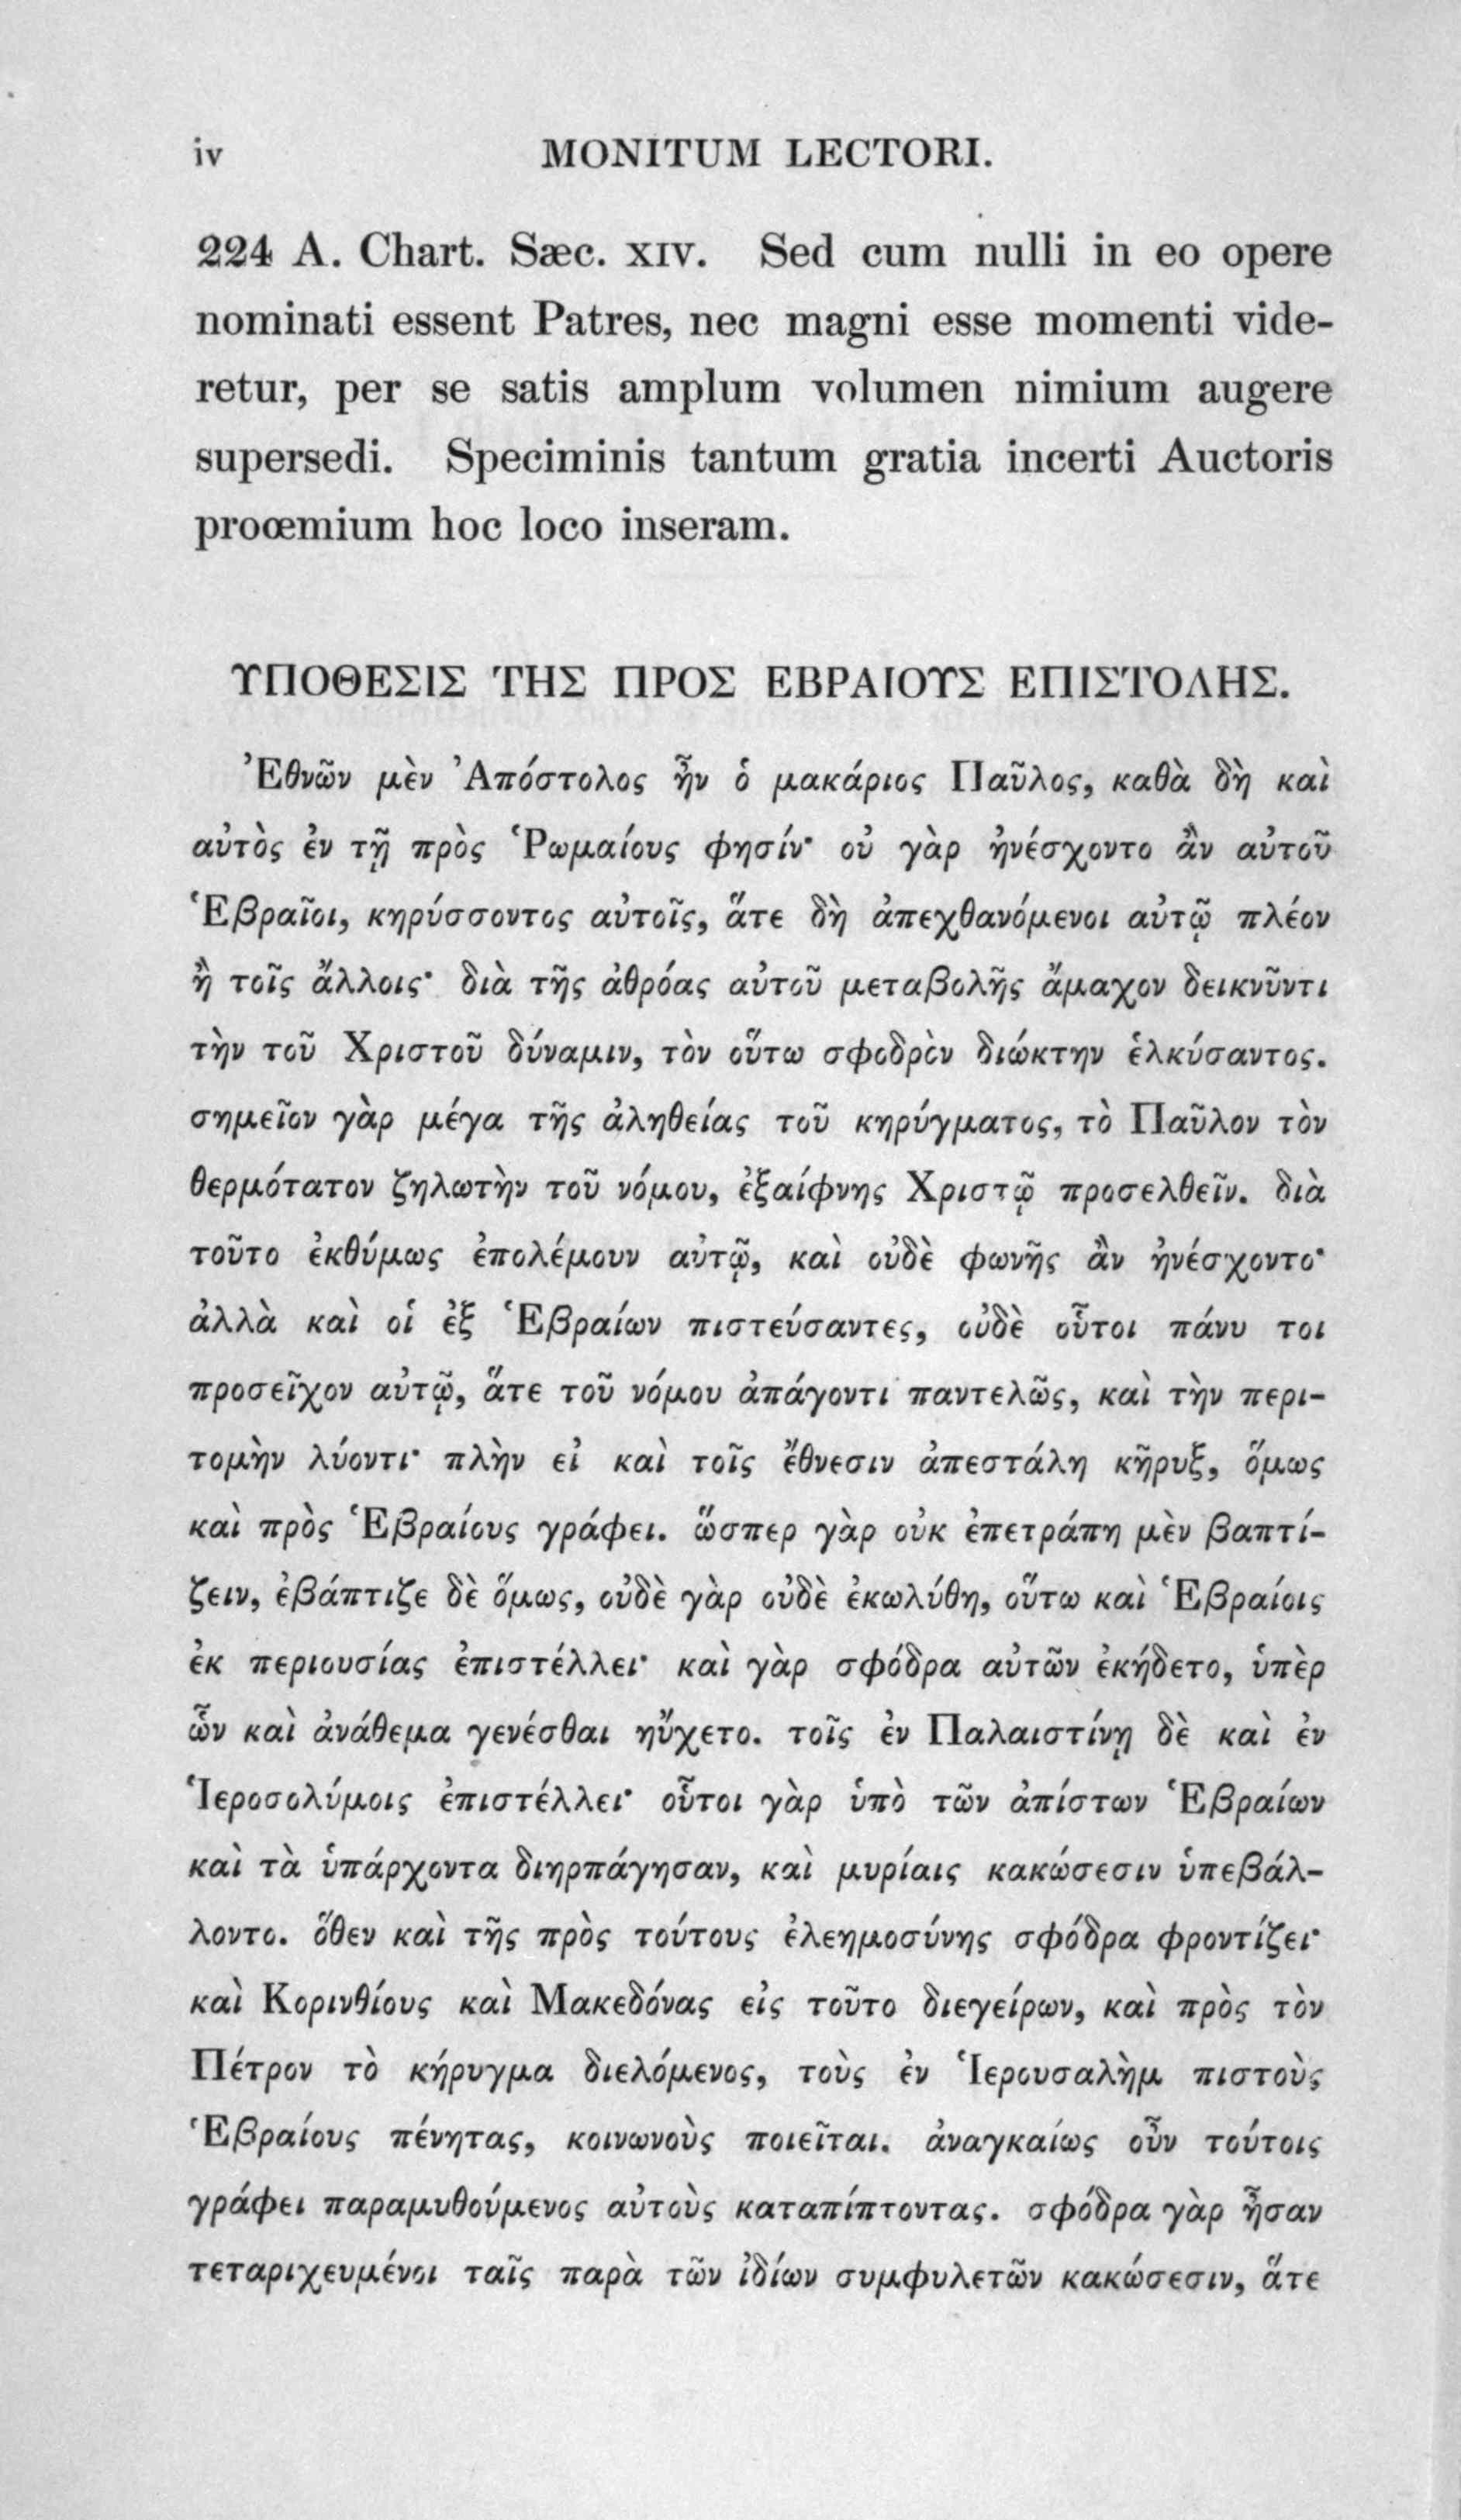 iv MONITUM LECTORI.
224 A. Chart. Sæc. XIV. Sed cum nulli in eo opere
nominati essent Patres, nec magni esse momenti vide-
retur, per se satis amplum volumen nimium augere
supersedi. Speciminis tantum gratia incerti Auctoris
proœmium hoc loco inseram.
ΥΠΟΘΕΣΙΣ ΤΗΣ ΠΡΟΣ ΕΒΡΑΙΟΥΣ ΕΠΙΣΤΟΛΗΣ.
Ἐθνῶν μὲν Ἀπόστολος ἦν ὁ μακάριος Παῦλος, καθὰ δὴ καὶ
αὐτὸς ἐν τῇ πρὸς Ῥωμαίους φησίν· οὐ γὰρ ἠνέσχοντο ἂν αὐτοῦ
Ἑβραῖοι, κηρύσσοντος αὐτοῖς, ἅτε δὴ ἀπεχθανόμενοι αὐτῷ πλέον
ἢ τοῖς ἄλλοις· διὰ τῆς ἀθρόας αὐτοῦ μεταβολῆς ἄμαχον δεικνῦντι
τὴν τοῦ Χριστοῦ δύναμιν, τὸν οὕτω σφοδρὸν διώκτην ἑλκύσαντος.
σημεῖον γὰρ μέγα τῆς ἀληθείας τοῦ κηρύγματος, τὸ Παῦλον τὸν
θερμότατον ζηλωτὴν τοῦ νόμου, ἐξαίφνης Χριστῷ προσελθεῖν. διὰ
τοῦτο ἐκθύμως ἐπολέμουν αὐτῷ, καὶ οὐδὲ φωνῆς ἂν ἠνέσχοντο·
ἀλλὰ καὶ οἱ ἐξ Ἑβραίων πιστεύσαντες, οὐδὲ οὗτοι πάνυ τοι
προσεῖχον αὐτῷ, ἅτε τοῦ νόμου ἀπάγοντι παντελῶς, καὶ τὴν περι-
τομὴν λύοντι· πλὴν εἰ καὶ τοῖς ἔθνεσιν ἀπεστάλη κῆρυξ, ὅμως
καὶ πρὸς Ἑβραίους γράφει. ὥσπερ γὰρ οὐκ ἐπετράπη μὲν βαπτί-
ζειν, ἐβάπτιζε δὲ ὅμως, οὐδὲ γὰρ οὐδὲ ἐκωλύθη, οὕτω καὶ Ἑβραίοις
ἐκ περιουσίας ἐπιστέλλει· καὶ γὰρ σφόδρα αὐτῶν ἐκήδετο, ὑπὲρ
ὧν καὶ ἀνάθεμα γενέσθαι ηὔχετο. τοῖς ἐν Παλαιστίνῃ δὲ καὶ ἐν
Ἱεροσολύμοις ἐπιστέλλει· οὗτοι γὰρ ὑπὸ τῶν ἀπίστων Ἑβραίων
καὶ τὰ ὑπάρχοντα διηρπάγησαν, καὶ μυρίαις κακώσεσιν ὑπεβάλ-
λοντο. ὅθεν καὶ τῆς πρὸς τούτους ἐλεημοσύνης σφόδρα φροντίζει·
καὶ Κορινθίους καὶ Μακεδόνας εἰς τοῦτο διεγείρων, καὶ πρὸς τὸν
Πέτρον τὸ κήρυγμα διελόμενος, τοὺς ἐν Ἱερουσαλὴμ πιστοὺς
Ἑβραίους πένητας, κοινωνοὺς ποιεῖται. ἀναγκαίως οὖν τούτοις
γράφει παραμυθούμενος αὐτοὺς καταπίπτοντας. σφόδρα γὰρ ἦσαν
τεταριχευμένοι ταῖς παρὰ τῶν ἰδίων συμφυλετῶν κακώσεσιν, ἅτε